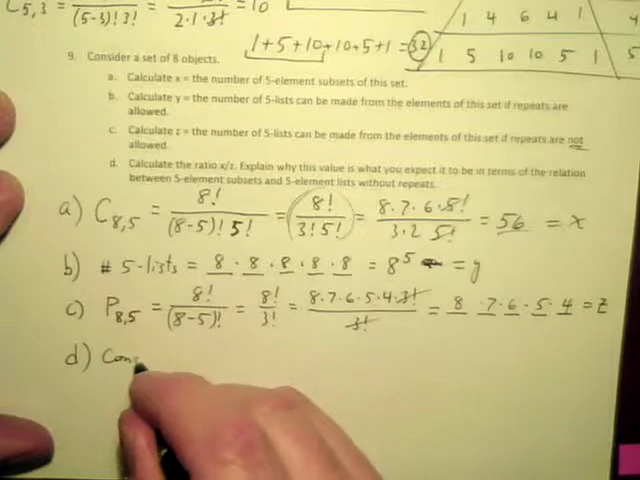 C5,3 = (5-3)! 3! = 2·1·3! = 10
1 4 6 4 1 4
1+5+10+10+5+1 = 32 1 5 10 10 5 1 5
9. Consider a set of 8 objects.
a. Calculate x = the number of 5-element subsets of this set.
b. Calculate y = the number of 5-lists can be made from the elements of this set if repeats are
allowed.
c. Calculate z = the number of 5-lists can be made from the elements of this set if repeats are not
allowed.
d. Calculate the ratio x/z. Explain why this value is what you expect it to be in terms of the relation
between 5-element subsets and 5-element lists without repeats.
a) C8,5 = 8!/(8-5)! 5! = 8!/3! 5! = 8·7·6·8!/3·2 5! = 56 = x
b) # 5-lists = 8 · 8 · 8 · 8 · 8 = 8^5 = y
c) P8,5 = 8!/(8-5)! = 8!/3! = 8·7·6·5·4·3!/3! = 8 · 7 · 6 · 5 · 4 = z
d) Con